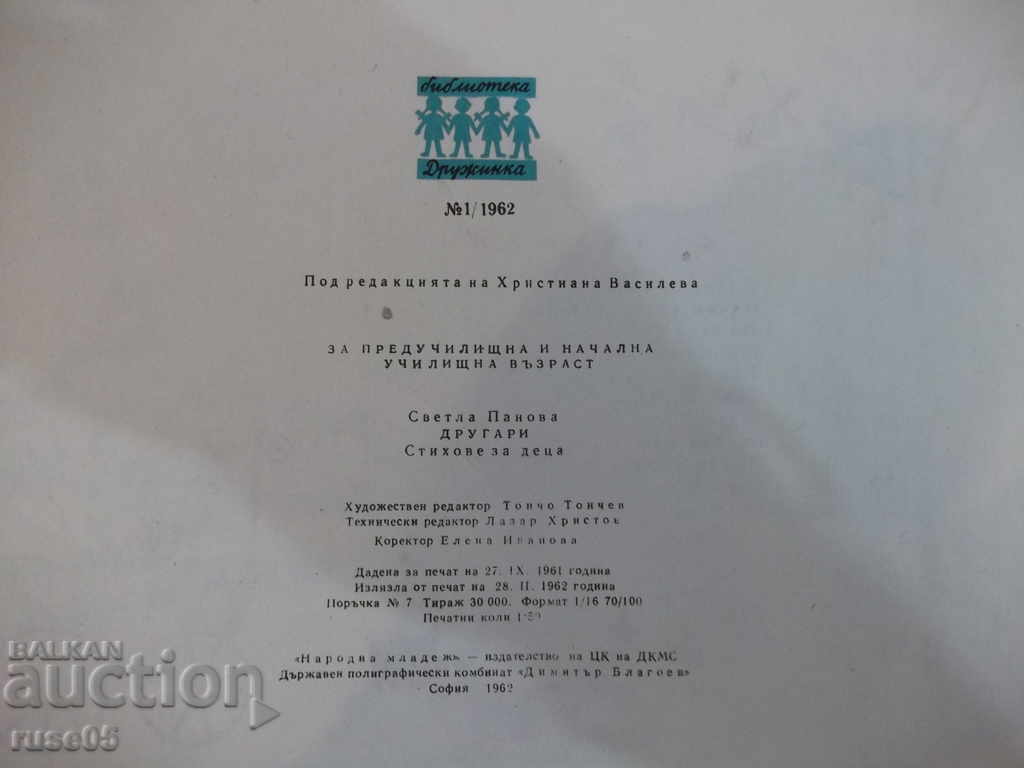 библиотека
Дружинка
№1/1962
Под редакцията на Христиана Василева
ЗА ПРЕДУЧИЛИЩНА И НАЧАЛНА
УЧИЛИЩНА ВЪЗРАСТ
Светла Панова
ДРУГАРИ
Стихове за деца
Художествен редактор Тончо Тончев
Технически редактор Лазар Христов
Коректор Елена Иванова
Дадена за печат на 27. IX. 1961 година
Излязла от печат на 28. II. 1962 година
Поръчка № 7 Тираж 30 000. Формат 1/16 70/100
Печатни коли
«Народна младеж» — издателство на ЦК на ДКМС
Държавен полиграфически комбинат «Димитър Благоев»
София 1962
BALKAN
auction
ruse05